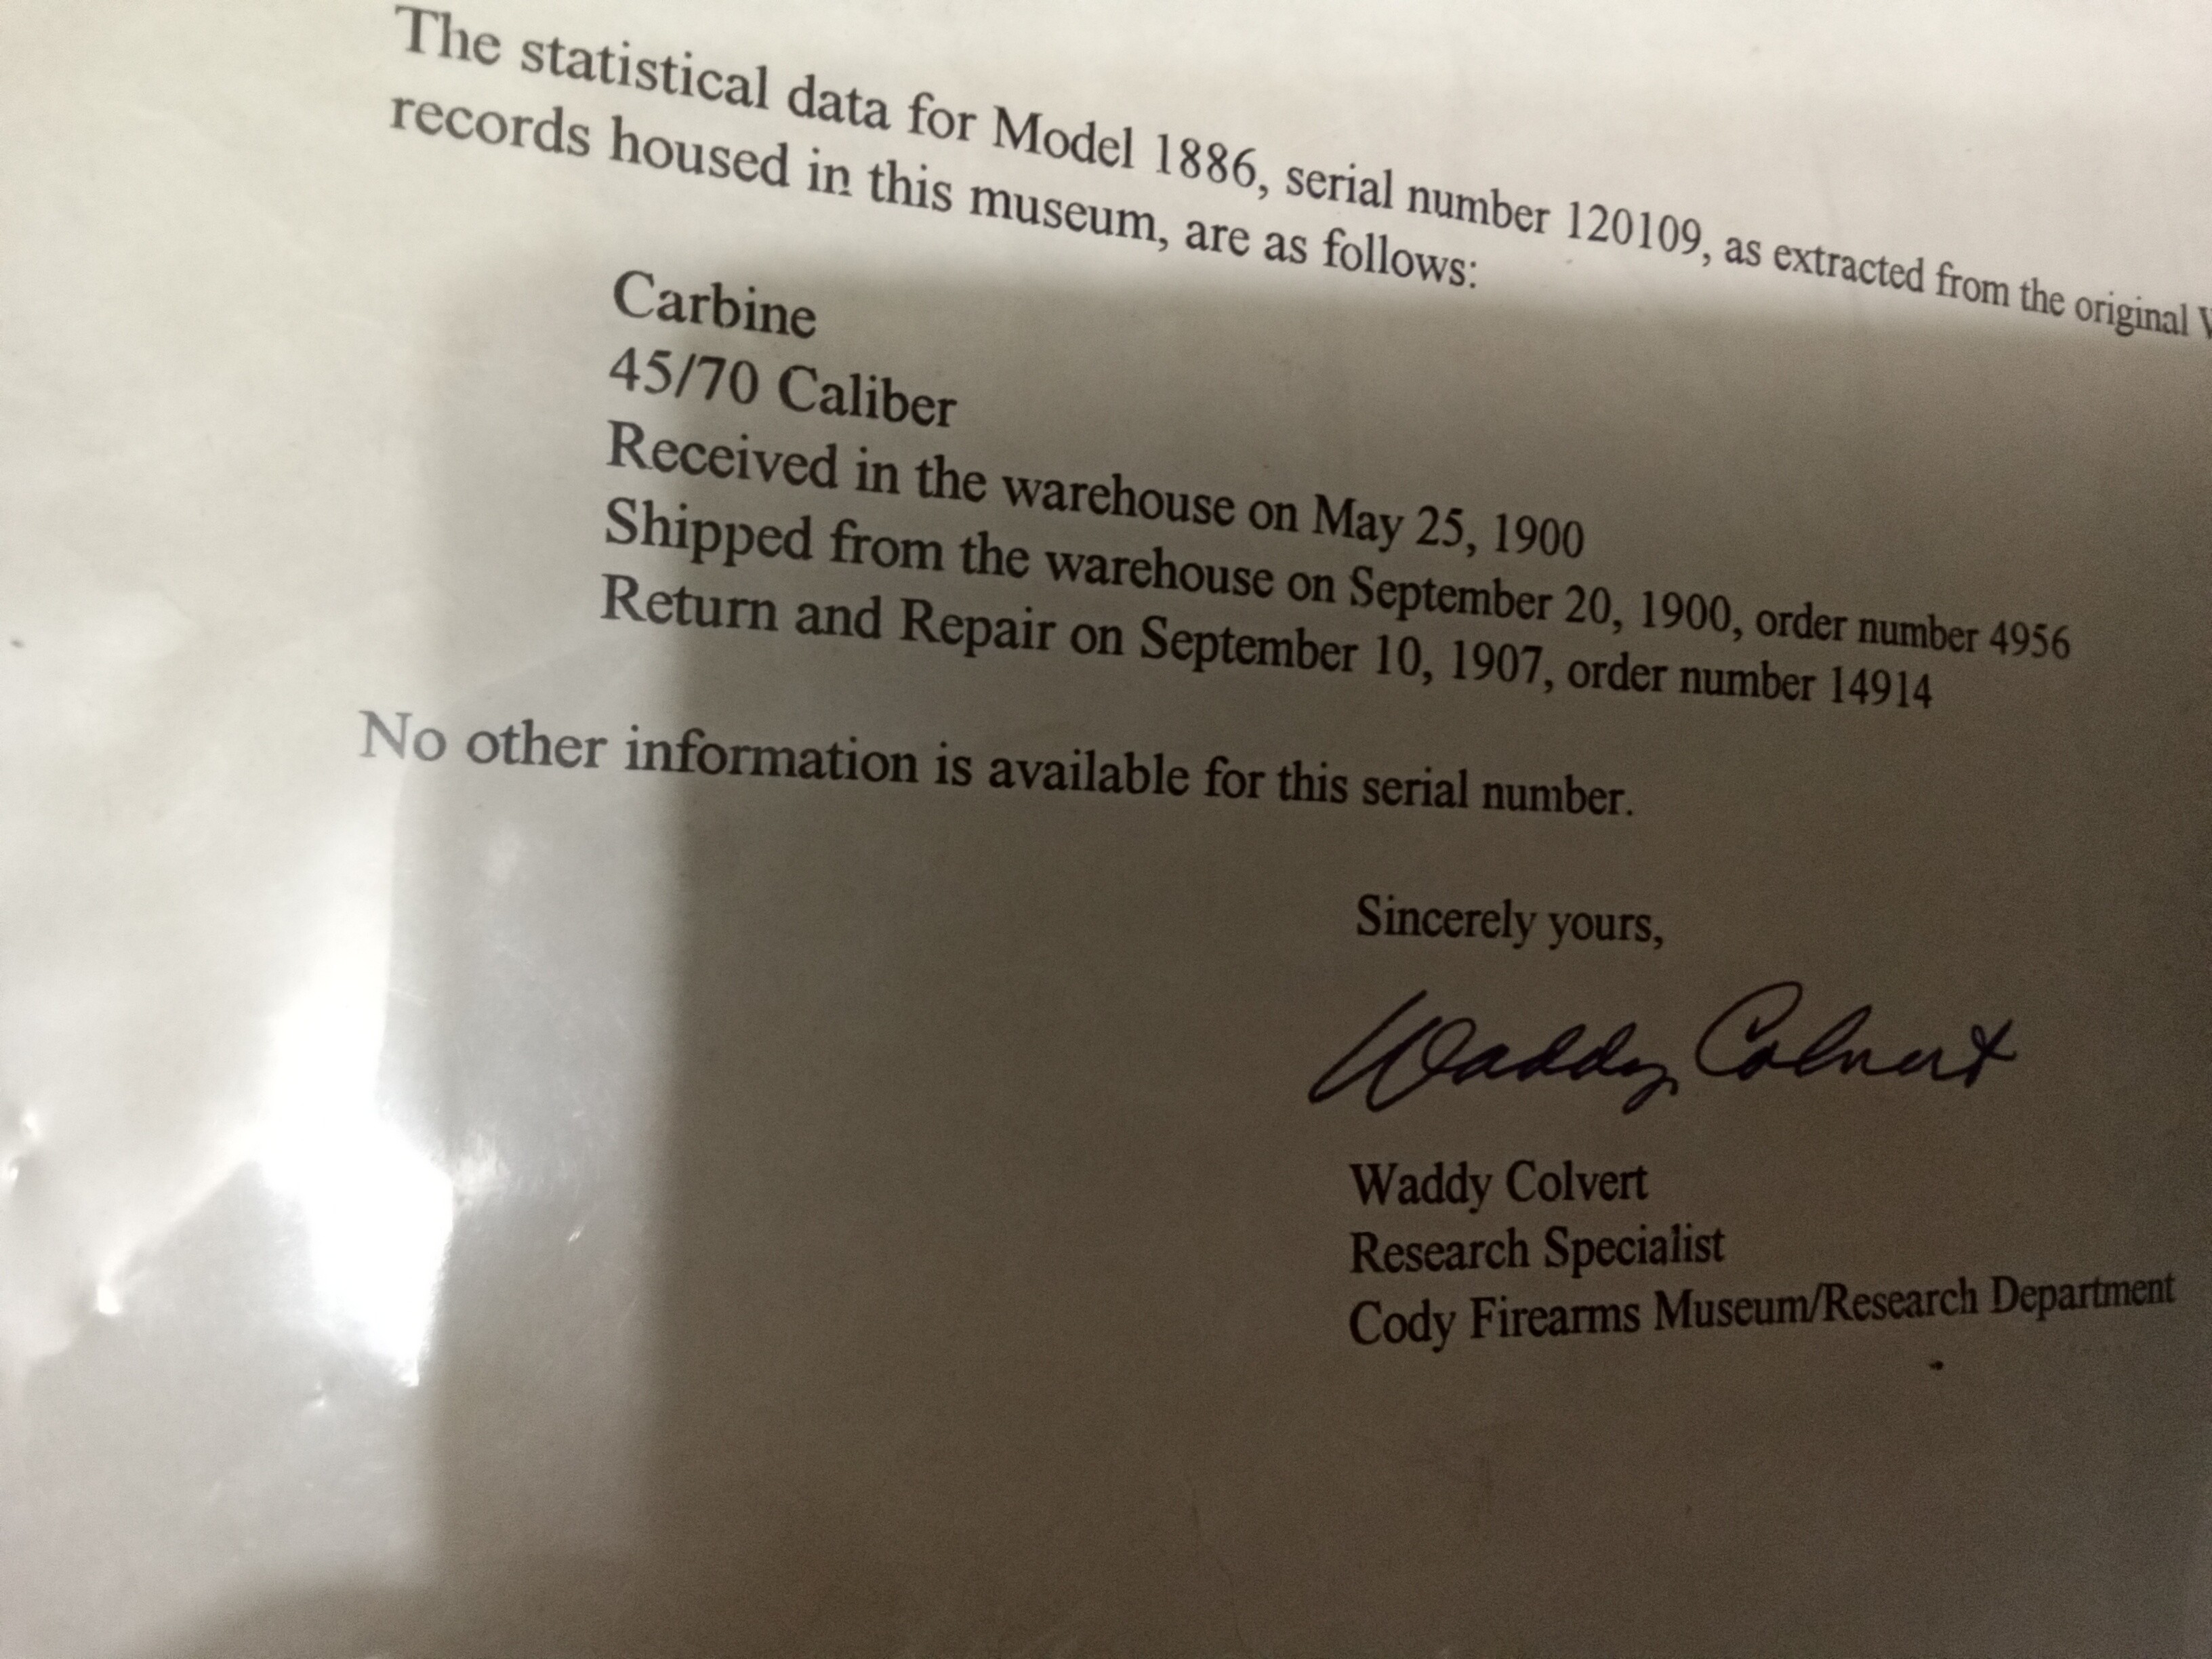 The statistical data for Model 1886, serial number 120109, as extracted from the original
records housed in this museum, are as follows:
Carbine
45/70 Caliber
Received in the warehouse on May 25, 1900
Shipped from the warehouse on September 20, 1900, order number 4956
Return and Repair on September 10, 1907, order number 14914
No other information is available for this serial number.
Sincerely yours,
Waddy Colvert
Waddy Colvert
Research Specialist
Cody Firearms Museum/Research Department